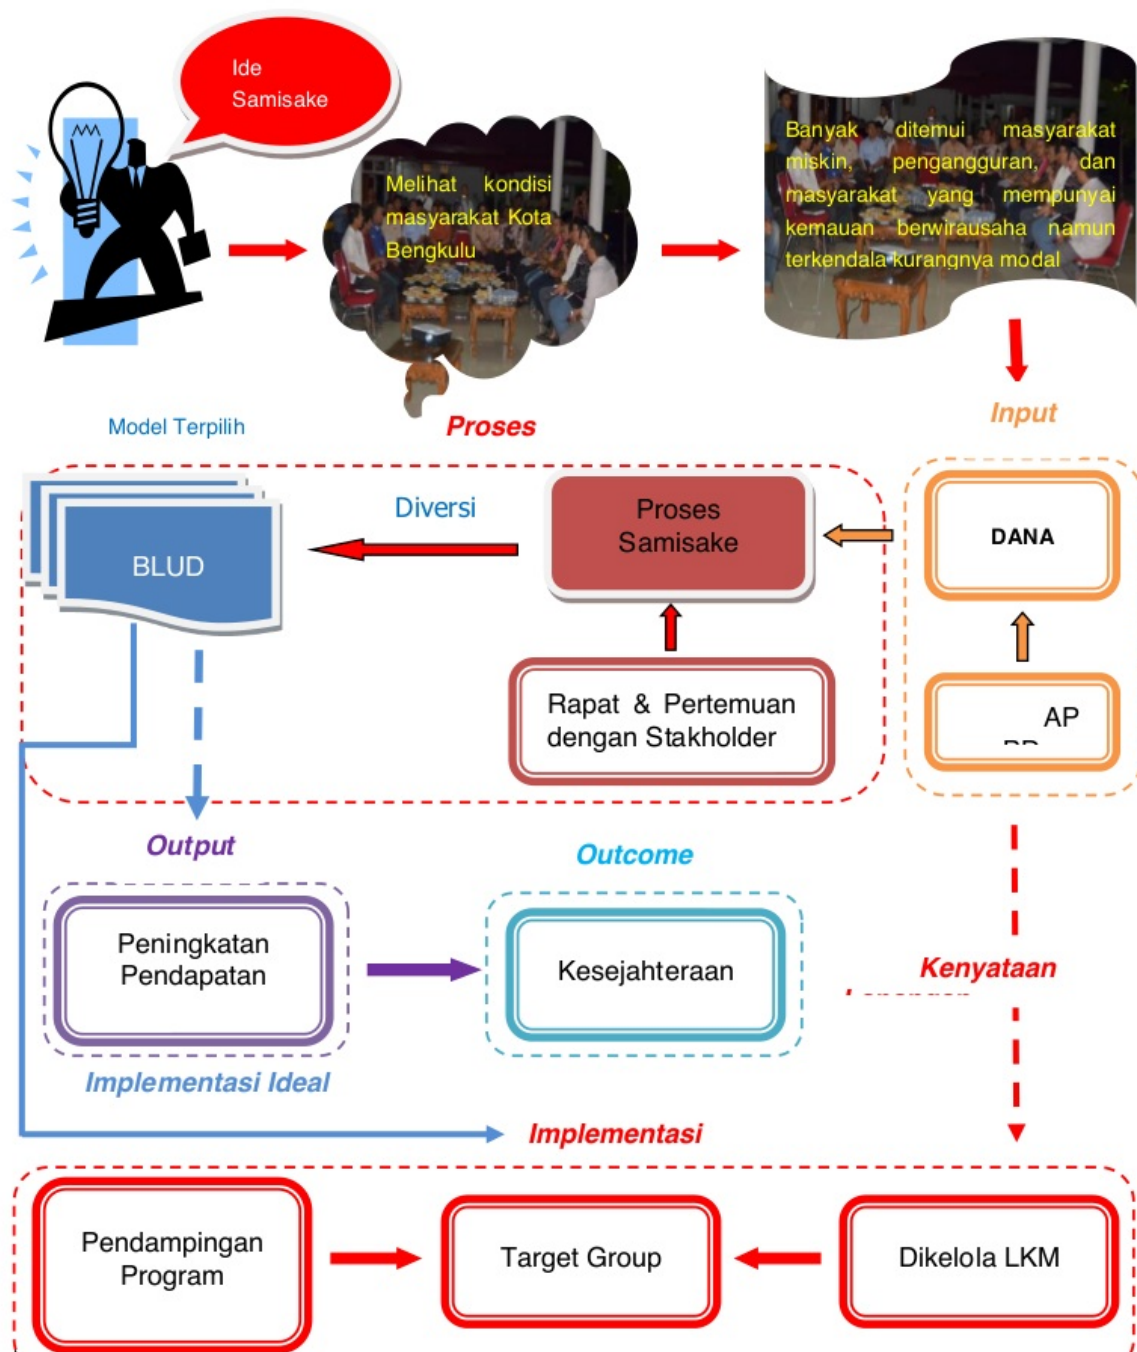 Ide
Samisake
Melihat kondisi
masyarakat Kota
Bengkulu
Banyak ditemui masyarakat
miskin, pengangguran, dan
masyarakat yang mempunyai
kemauan berwirausaha namun
terkendala kurangnya modal
Model Terpilih
Proses
Input
BLUD
Diversi
Proses
Samisake
DANA
Rapat & Pertemuan
dengan Stakholder
AP
Output
Outcome
Peningkatan
Pendapatan
Kesejahteraan
Kenyataan
Implementasi Ideal
Implementasi
Pendampingan
Program
Target Group
Dikelola LKM